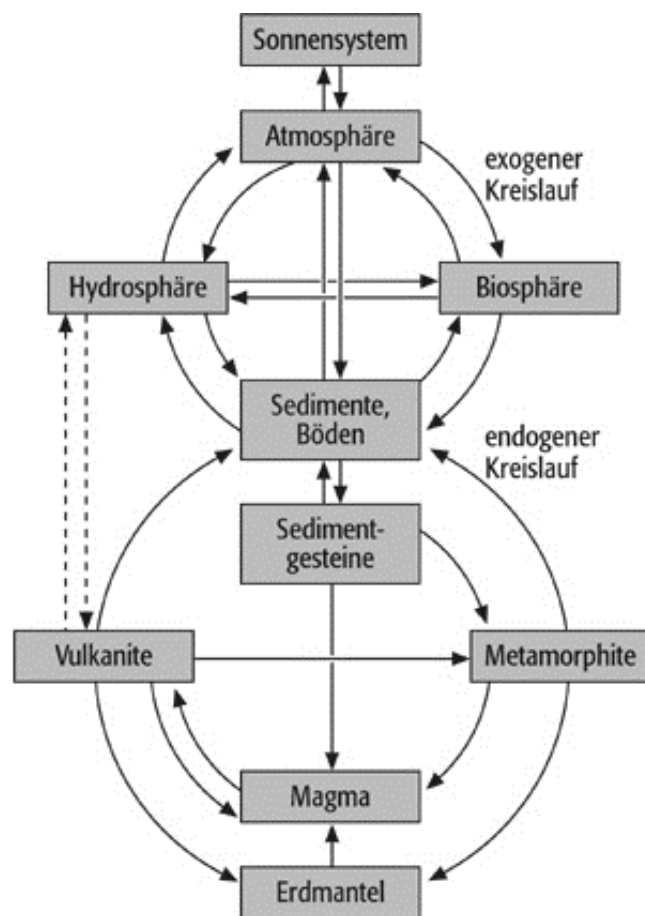 Sonnensystem
Atmosphäre
exogener
Kreislauf
Hydrosphäre
Biosphäre
Sedimente,
Böden
endogener
Kreislauf
Sediment-
gesteine
Vulkanite
Metamorphite
Magma
Erdmantel